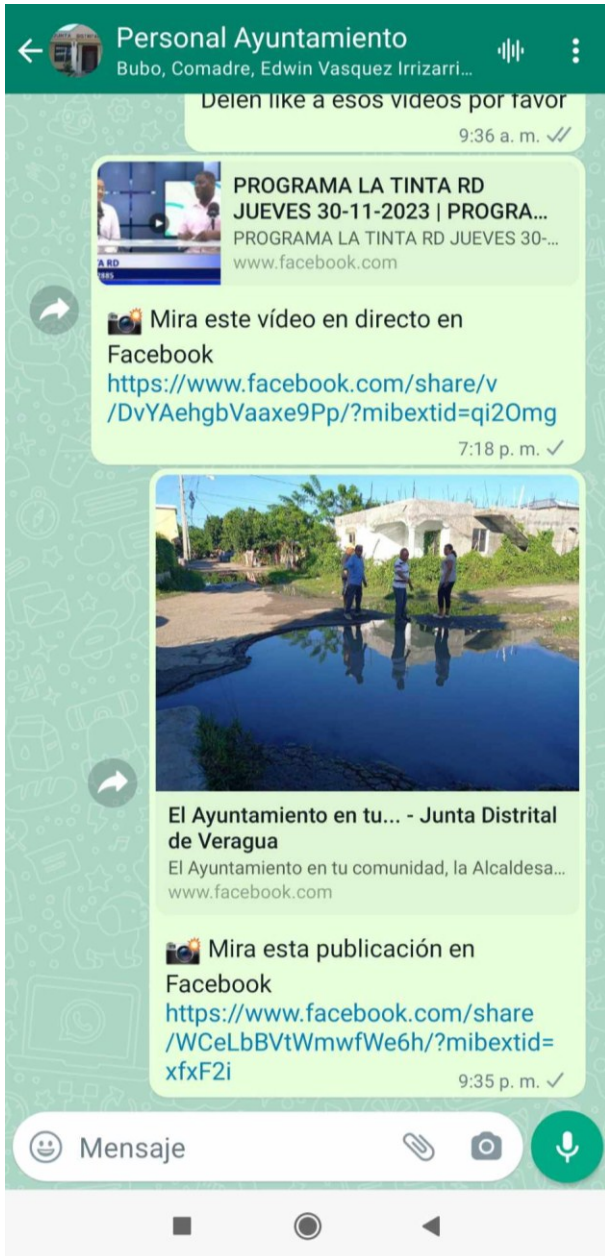 Personal Ayuntamiento
Bubo, Comadre, Edwin Vasquez Irrizarri...
Delen like a esos videos por favor
9:36 a. m.
PROGRAMA LA TINTA RD
JUEVES 30-11-2023 | PROGRA...
PROGRAMA LA TINTA RD JUEVES 30-...
www.facebook.com
A RD
2885
Mira este vídeo en directo en
Facebook
https://www.facebook.com/share/v
/DvYAehgbVaaxe9Pp/?mibextid=qi2Omg
7:18 p. m.
El Ayuntamiento en tu... - Junta Distrital
de Veragua
El Ayuntamiento en tu comunidad, la Alcaldesa...
www.facebook.com
Mira esta publicación en
Facebook
https://www.facebook.com/share
/WCeLbBVtWmwfWe6h/?mibextid=
xfxF2i
9:35 p. m.
Mensaje